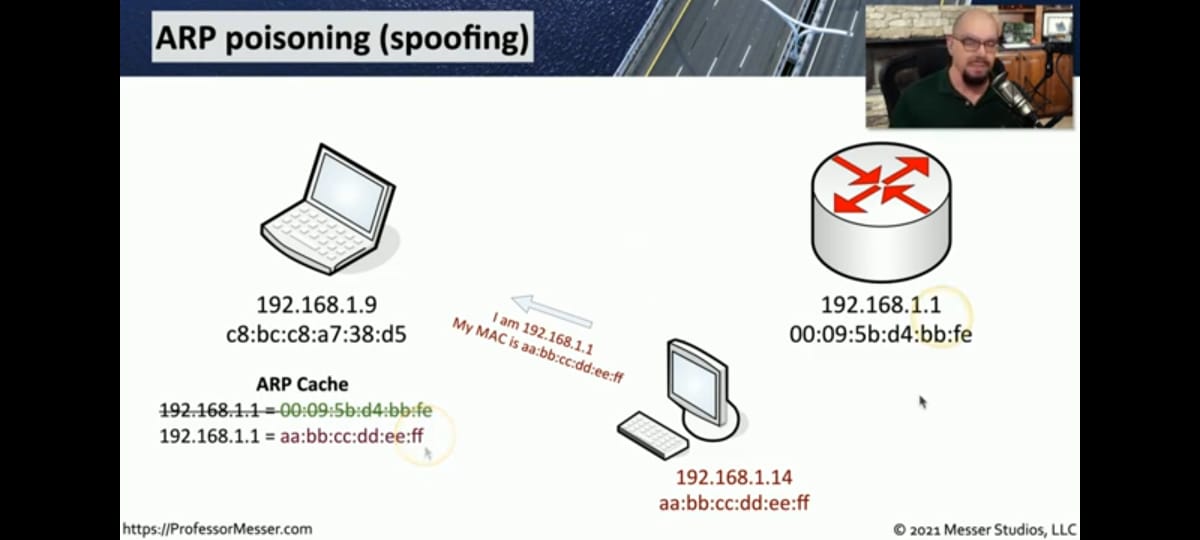 ARP poisoning (spoofing)
192.168.1.9
c8:bc:c8:a7:38:d5
192.168.1.1
00:09:5b:d4:bb:fe
I am 192.168.1.1
My MAC is aa:bb:cc:dd:ee:ff
ARP Cache
192.168.1.1 = 00:09:5b:d4:bb:fe
192.168.1.1 = aa:bb:cc:dd:ee:ff
192.168.1.14
aa:bb:cc:dd:ee:ff
https://ProfessorMesser.com
© 2021 Messer Studios, LLC